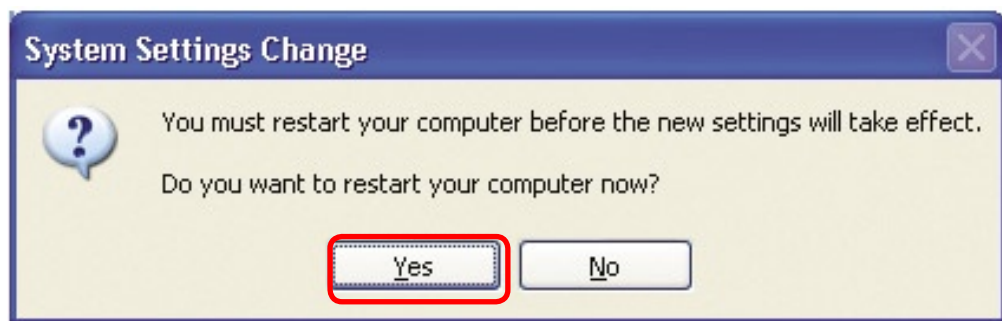 System Settings Change
You must restart your computer before the new settings will take effect.
Do you want to restart your computer now?
Yes
No